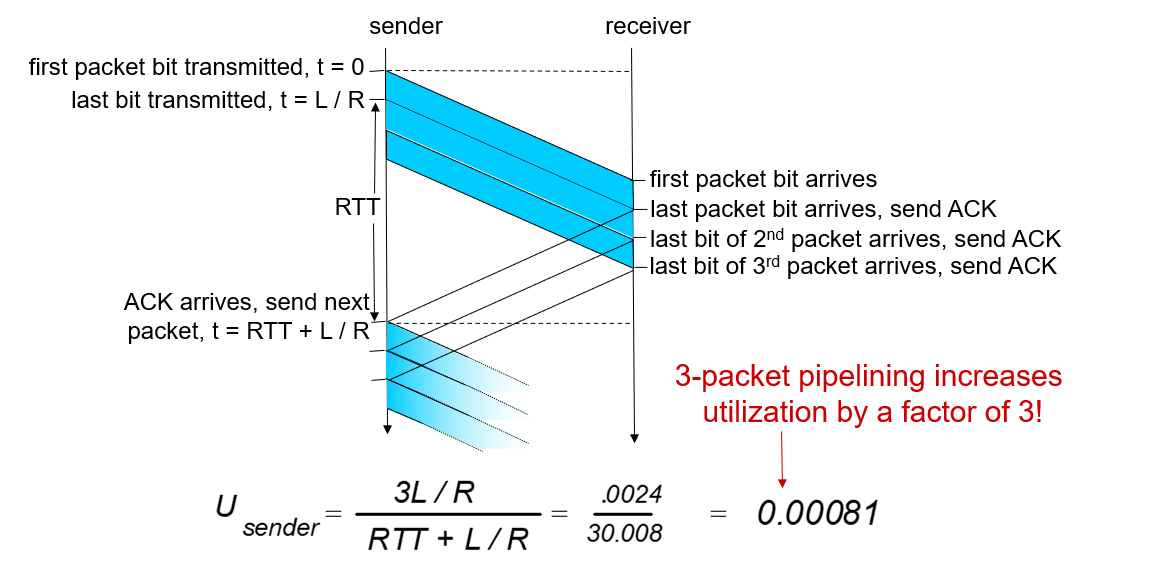 sender
receiver
first packet bit transmitted, t = 0
last bit transmitted, t = L / R
RTT
first packet bit arrives
last packet bit arrives, send ACK
last bit of 2nd packet arrives, send ACK
last bit of 3rd packet arrives, send ACK
ACK arrives, send next
packet, t = RTT + L / R
3-packet pipelining increases
utilization by a factor of 3!
U sender = 3L / R / RTT + L / R = .0024 / 30.008 = 0.00081